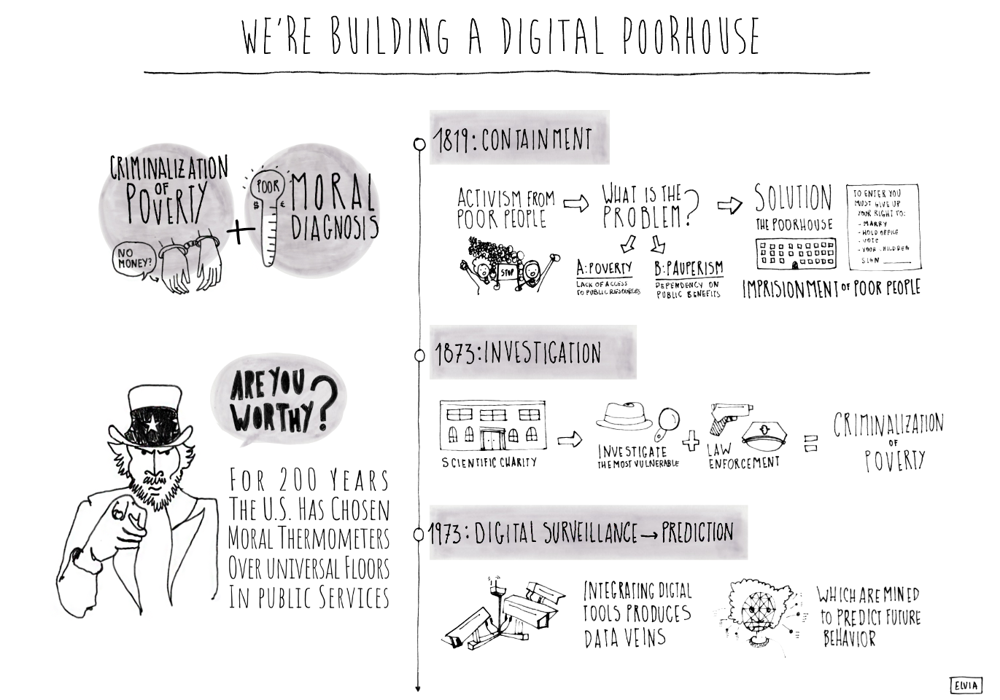 WE'RE BUILDING A DIGITAL POORHOUSE
CRIMINALIZATION
OF
POVERTY
NO
MONEY?
+
POOR
$ €
MORAL
DIAGNOSIS
ARE YOU
WORTHY?
FOR 200 YEARS
THE U.S. HAS CHOSEN
MORAL THERMOMETERS
OVER UNIVERSAL FLOORS
IN PUBLIC SERVICES
1819: CONTAINMENT
ACTIVISM FROM
POOR PEOPLE
STOP
WHAT IS THE
PROBLEM?
A: POVERTY
LACK OF ACCESS
TO PUBLIC RESOURCES
B: PAUPERISM
DEPENDENCY ON
PUBLIC BENEFITS
SOLUTION
THE POORHOUSE
TO ENTER YOU
MUST GIVE UP
YOUR RIGHT TO:
- MARRY
- HOLD OFFICE
- VOTE
- YOUR CHILDREN
SIGN ______
IMPRISIONMENT OF POOR PEOPLE
1873: INVESTIGATION
SCIENTIFIC CHARITY
INVESTIGATE
THE MOST VULNERABLE
+
LAW
ENFORCEMENT
=
CRIMINALIZATION
OF
POVERTY
1973: DIGITAL SURVEILLANCE → PREDICTION
INTEGRATING DIGITAL
TOOLS PRODUCES
DATA VEINS
WHICH ARE MINED
TO PREDICT FUTURE
BEHAVIOR
ELVIA